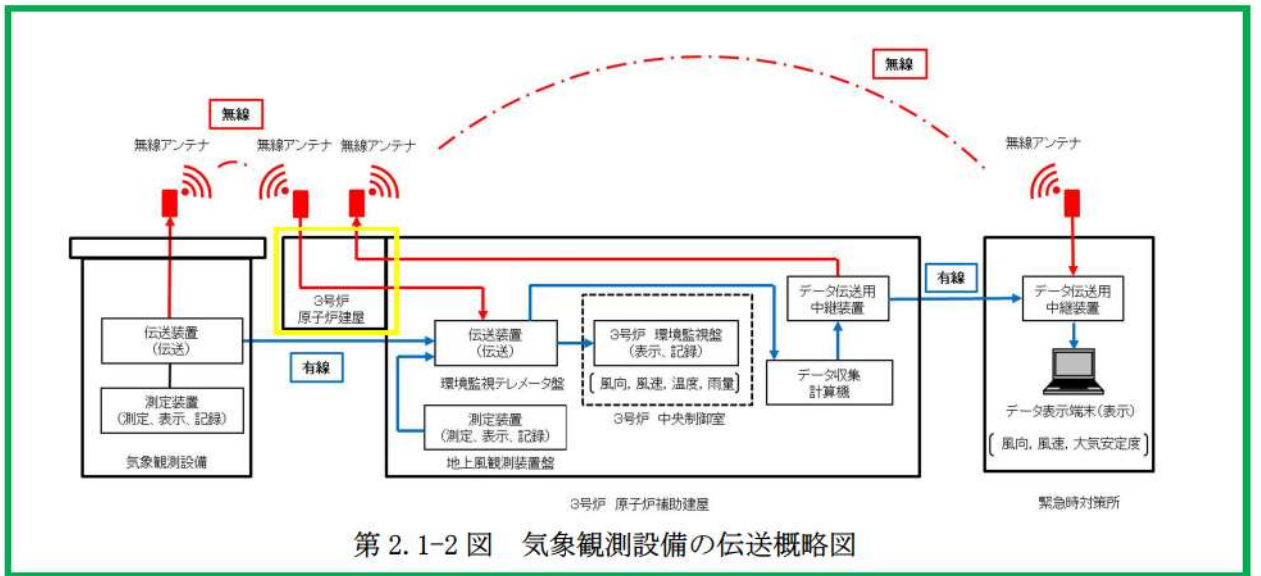 無線
無線
無線アンテナ
無線アンテナ
無線アンテナ
無線アンテナ
3号炉
原子炉建屋
伝送装置
(伝送)
測定装置
(測定、表示、記録)
気象観測設備
有線
伝送装置
(伝送)
環境監視テレメータ盤
測定装置
(測定、表示、記録)
地上風観測装置盤
3号炉 環境監視盤
(表示、記録)
風向, 風速, 温度, 雨量
3号炉 中央制御室
データ伝送用
中継装置
データ収集
計算機
3号炉 原子炉補助建屋
有線
データ伝送用
中継装置
データ表示端末(表示)
風向, 風速, 大気安定度
緊急時対策所
第 2.1-2 図 気象観測設備の伝送概略図